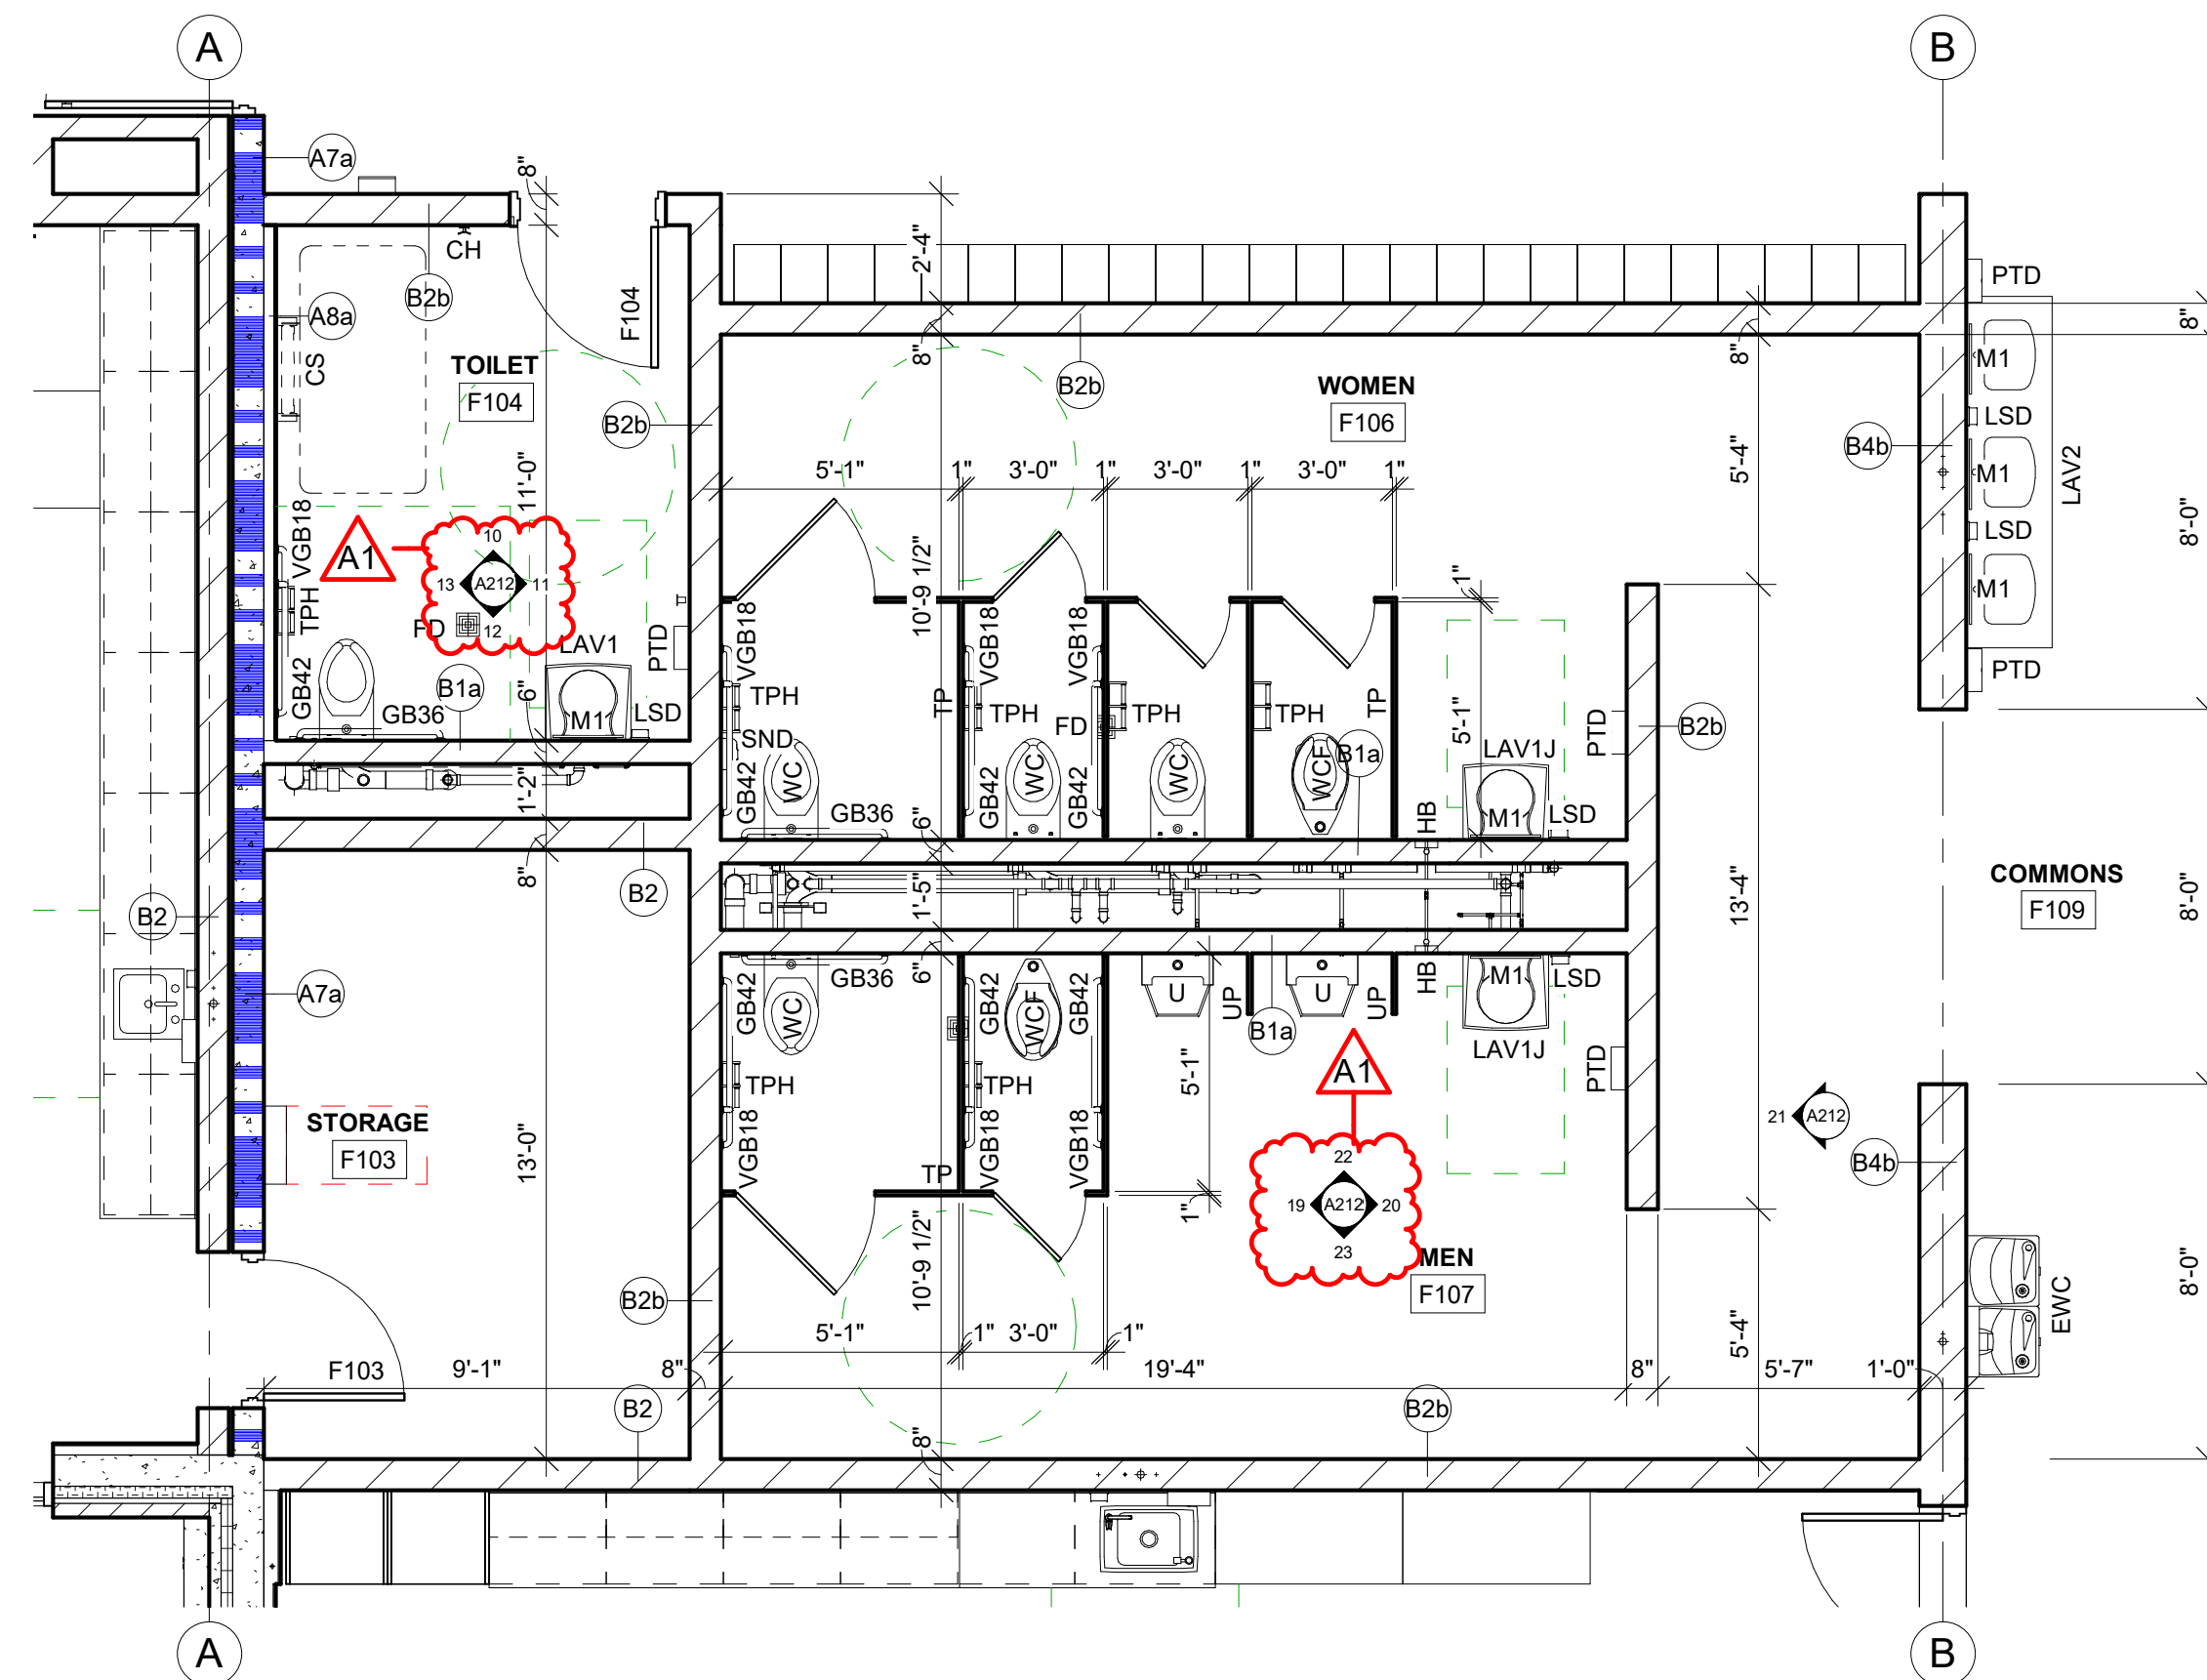 A
B
A7a
8"
CH
B2b
F104
2'-4"
PTD
8"
A8a
CS
TOILET
F104
B2b
11'-0"
8"
B2b
WOMEN
F106
8"
M1
LSD
M1
LSD
M1
PTD
LAV2
B4b
5'-4"
8'-0"
5'-1"
1"
3'-0"
1"
3'-0"
1"
3'-0"
1"
VGB18
A1
10
13
A212
11
12
TPH
FD
GB42
GB36
B1a
6"
LAV1
M1
LSD
PTD
10'-9 1/2"
VGB18
TPH
SND
GB42
WC
GB36
TP
VGB18
TPH
GB42
WC
VGB18
FD
GB42
TPH
WC
TPH
WCF
TP
B1a
1"
5'-1"
LAV1J
M1
LSD
PTD
B2b
HB
1'-2"
8"
B2
6"
1'-5"
6"
13'-4"
COMMONS
F109
8'-0"
B2
A7a
STORAGE
F103
13'-0"
GB42
WC
GB36
TPH
VGB18
TP
GB42
WCF
GB42
TPH
VGB18
VGB18
U
UP
U
UP
B1a
HB
M1
LSD
LAV1J
PTD
5'-1"
1"
A1
22
19
A212
20
23
MEN
F107
21
A212
B4b
8'-0"
EWC
B2b
10'-9 1/2"
5'-1"
1"
3'-0"
1"
5'-4"
F103
9'-1"
8"
19'-4"
8"
5'-7"
1'-0"
B2
B2b
8"
A
B